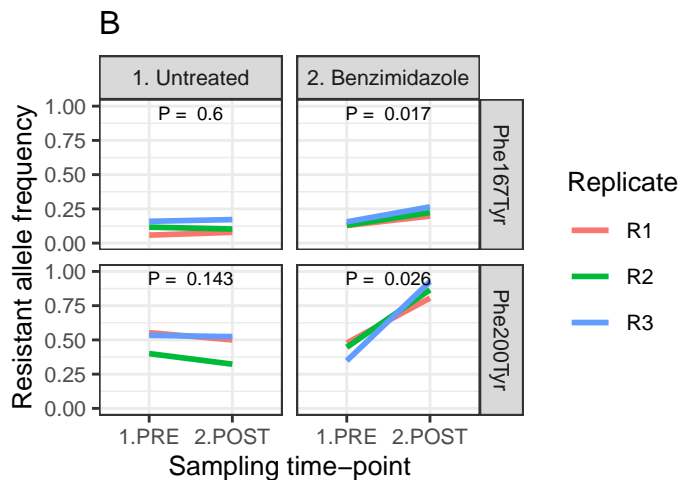 B
1. Untreated
2. Benzimidazole
Resistant allele frequency
1.00
0.75
0.50
0.25
0.00
P = 0.6
P = 0.017
Phe167Tyr
1.00
0.75
0.50
0.25
0.00
P = 0.143
P = 0.026
Phe200Tyr
1.PRE 2.POST
1.PRE 2.POST
Sampling time−point
Replicate
R1
R2
R3